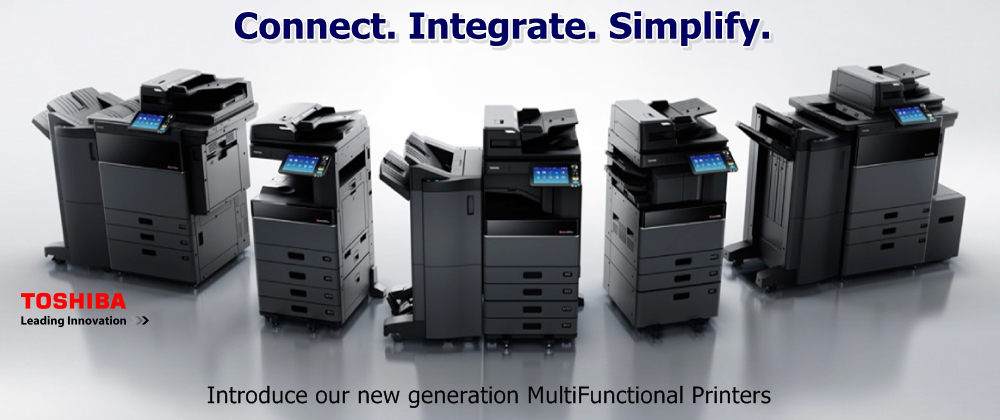 Connect. Integrate. Simplify.
TOSHIBA
Leading Innovation >>
Introduce our new generation MultiFunctional Printers